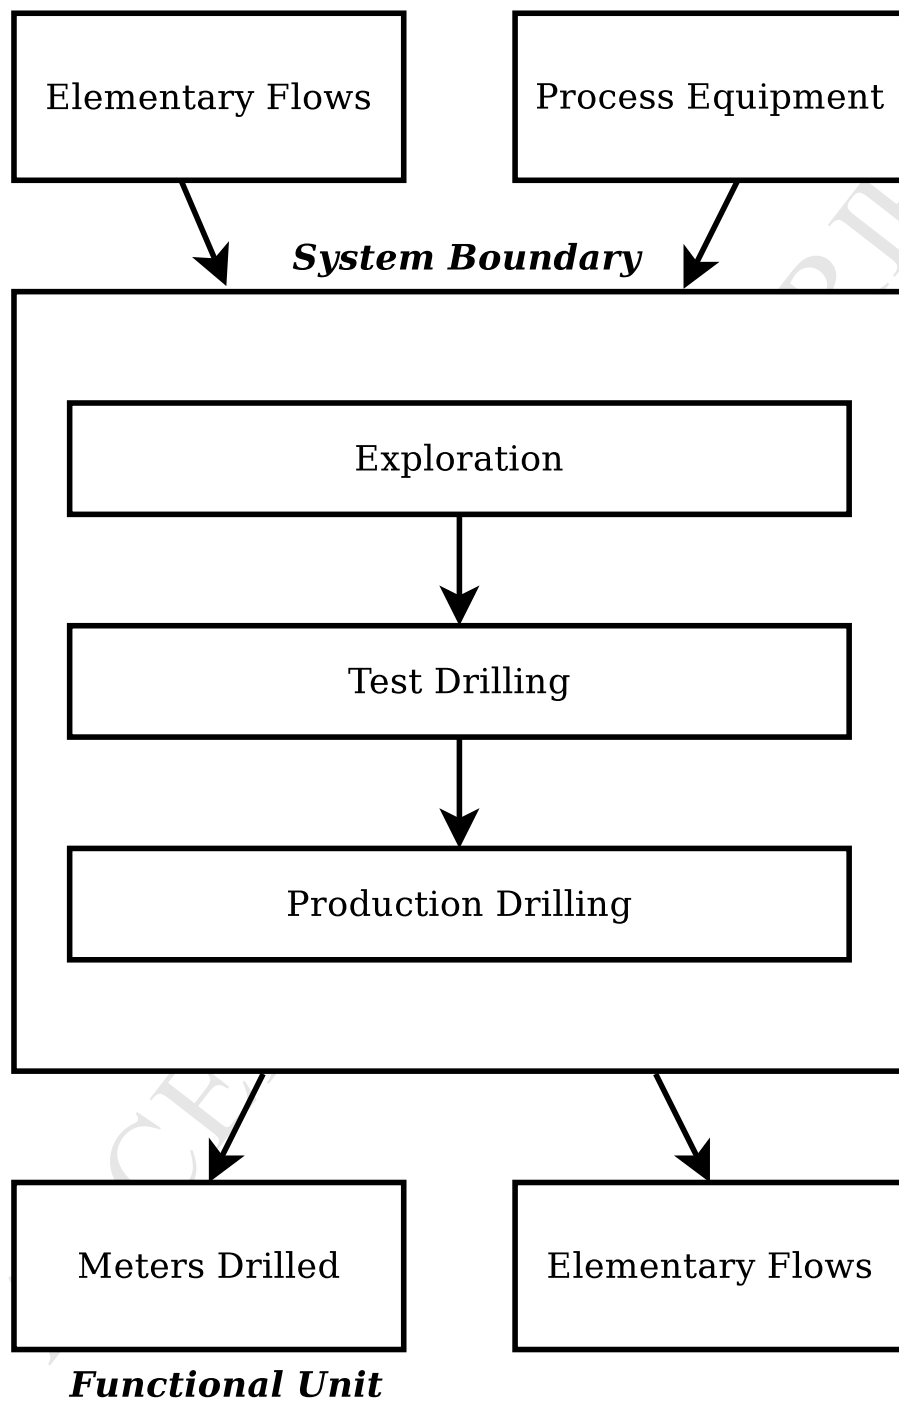 Elementary Flows
Process Equipment
System Boundary
Exploration
Test Drilling
Production Drilling
Meters Drilled
Elementary Flows
Functional Unit